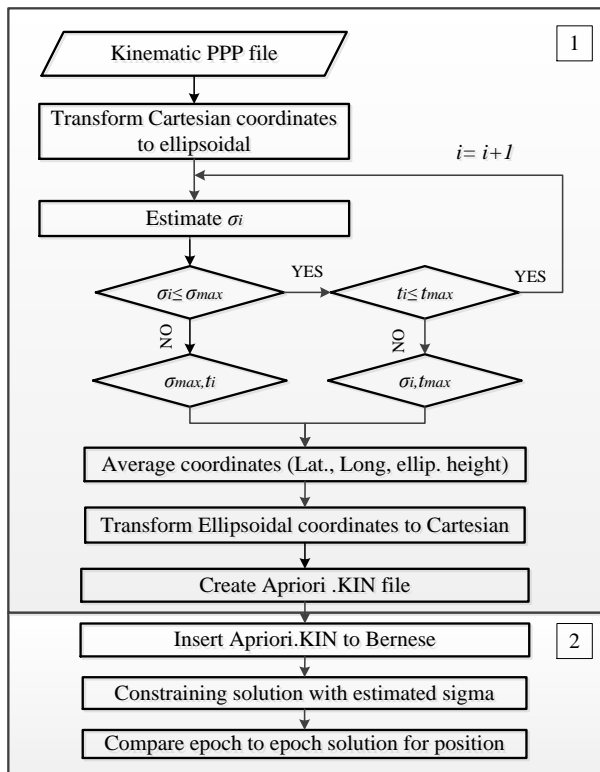 1
Kinematic PPP file
Transform Cartesian coordinates
to ellipsoidal
i= i+1
Estimate σi
YES
YES
σi≤ σmax
ti≤ tmax
NO
NO
σmax,ti
σi,tmax
Average coordinates (Lat., Long, ellip. height)
Transform Ellipsoidal coordinates to Cartesian
Create Apriori .KIN file
2
Insert Apriori.KIN to Bernese
Constraining solution with estimated sigma
Compare epoch to epoch solution for position